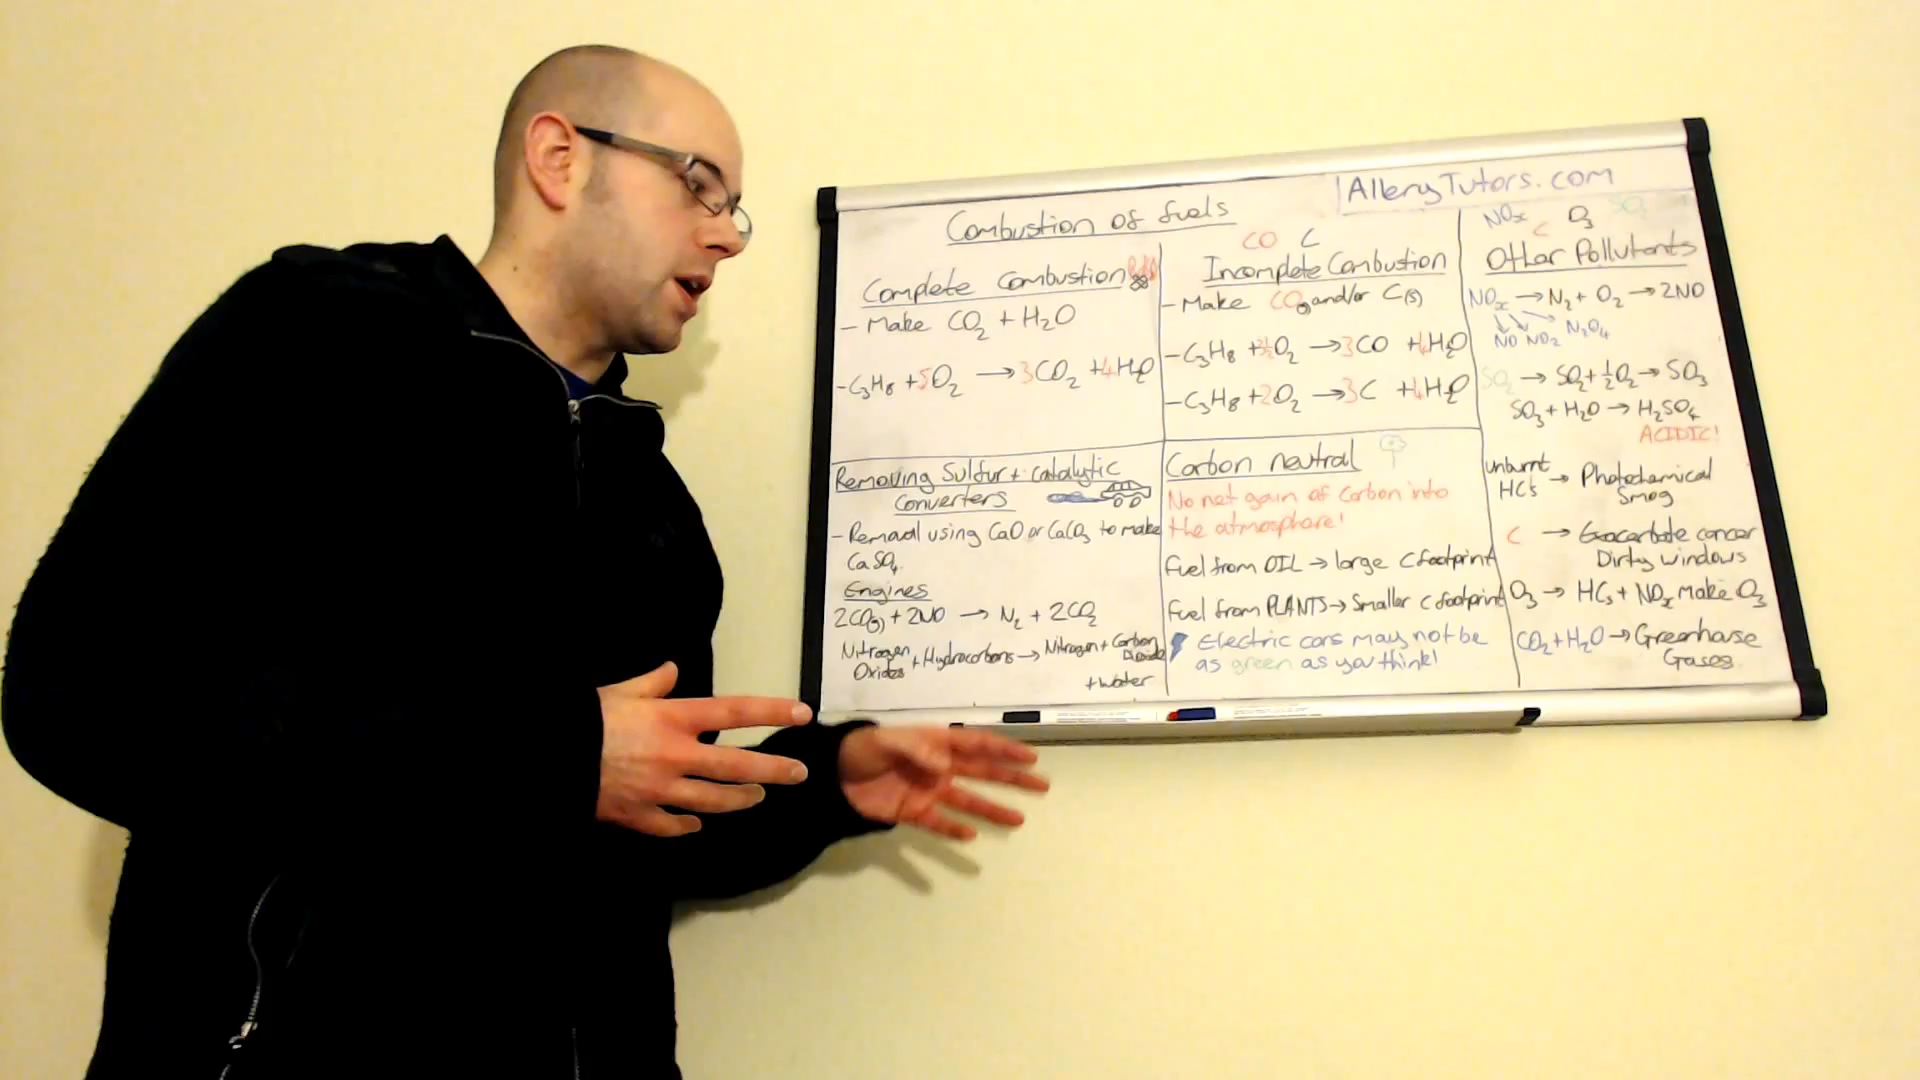 AlleryTutors.com
Combustion of fuels
Complete Combustion
- Make CO₂ + H₂O
- C₃H₈ + 5O₂ → 3CO₂ + 4H₂O
CO C
Incomplete Combustion
- Make CO(g) and/or C(s)
- C₃H₈ + 3½O₂ → 3CO + 4H₂O
- C₃H₈ + 2O₂ → 3C + 4H₂O
NOx C O₃ SO₂
Other Pollutants
NOx → N₂ + O₂ → 2NO
NO NO₂ N₂O₄
SO₂ → SO₂ + ½O₂ → SO₃
SO₃ + H₂O → H₂SO₄
ACIDIC!
unburnt HCs → Photochemical
Smog
C → Exacerbate cancer
Dirty windows
O₃ → HCs + NOx make O₃
CO₂ + H₂O → Greenhouse
Gases
Removing Sulfur + Catalytic
Converters
- Removal using CaO or CaCO₃ to make
CaSO₄.
Engines
2CO(g) + 2NO → N₂ + 2CO₂
Nitrogen Oxides + Hydrocarbons → Nitrogen + Carbon Dioxide
+ water
Carbon neutral
No net gain of Carbon into
the atmosphere!
Fuel from OIL → large C footprint
Fuel from PLANTS → Smaller C footprint
Electric cars may not be
as green as you think!